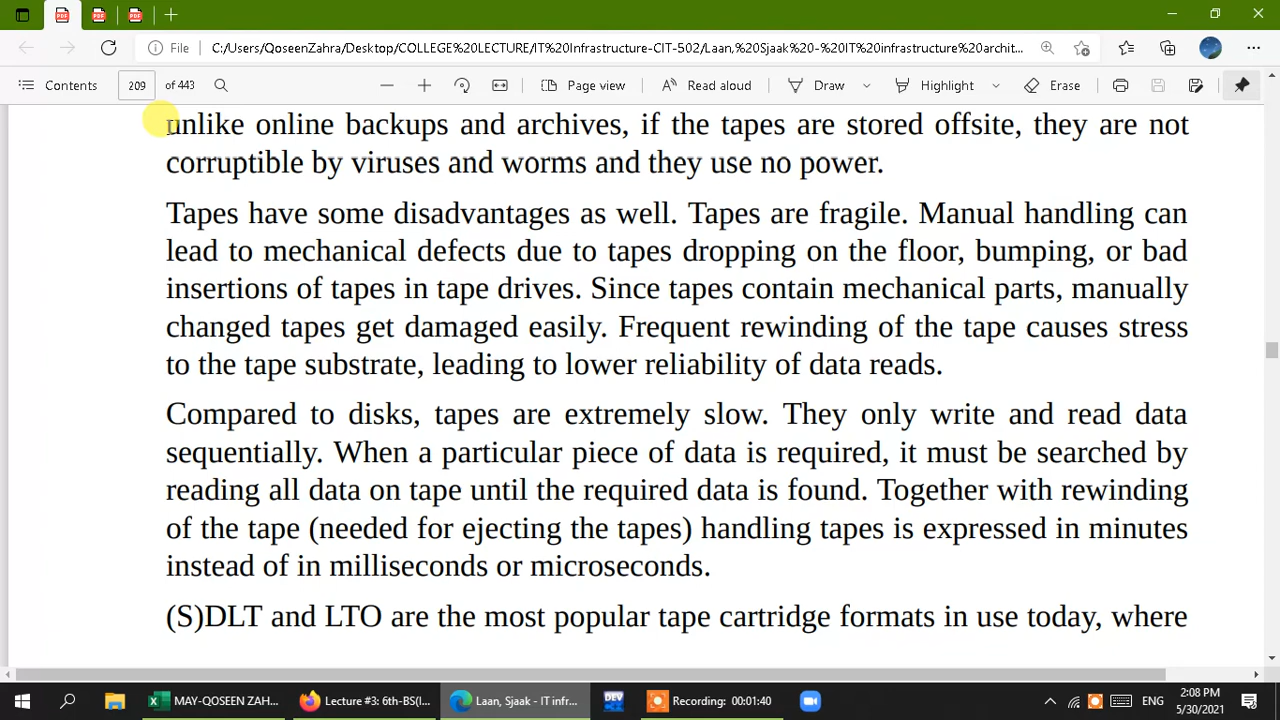 File
C:/Users/QoseenZahra/Desktop/COLLEGE%20LECTURE/IT%20Infrastructure-CIT-502/Laan,%20Sjaak%20-%20IT%20infrastructure%20archit...
Contents 209 of 443 Page view Read aloud Draw Highlight Erase
unlike online backups and archives, if the tapes are stored offsite, they are not
corruptible by viruses and worms and they use no power.
Tapes have some disadvantages as well. Tapes are fragile. Manual handling can
lead to mechanical defects due to tapes dropping on the floor, bumping, or bad
insertions of tapes in tape drives. Since tapes contain mechanical parts, manually
changed tapes get damaged easily. Frequent rewinding of the tape causes stress
to the tape substrate, leading to lower reliability of data reads.
Compared to disks, tapes are extremely slow. They only write and read data
sequentially. When a particular piece of data is required, it must be searched by
reading all data on tape until the required data is found. Together with rewinding
of the tape (needed for ejecting the tapes) handling tapes is expressed in minutes
instead of in milliseconds or microseconds.
(S)DLT and LTO are the most popular tape cartridge formats in use today, where
MAY-QOSEEN ZAH... Lecture #3: 6th-BS(I... Laan, Sjaak - IT infr... DEV Recording: 00:01:40 ENG 2:08 PM
5/30/2021